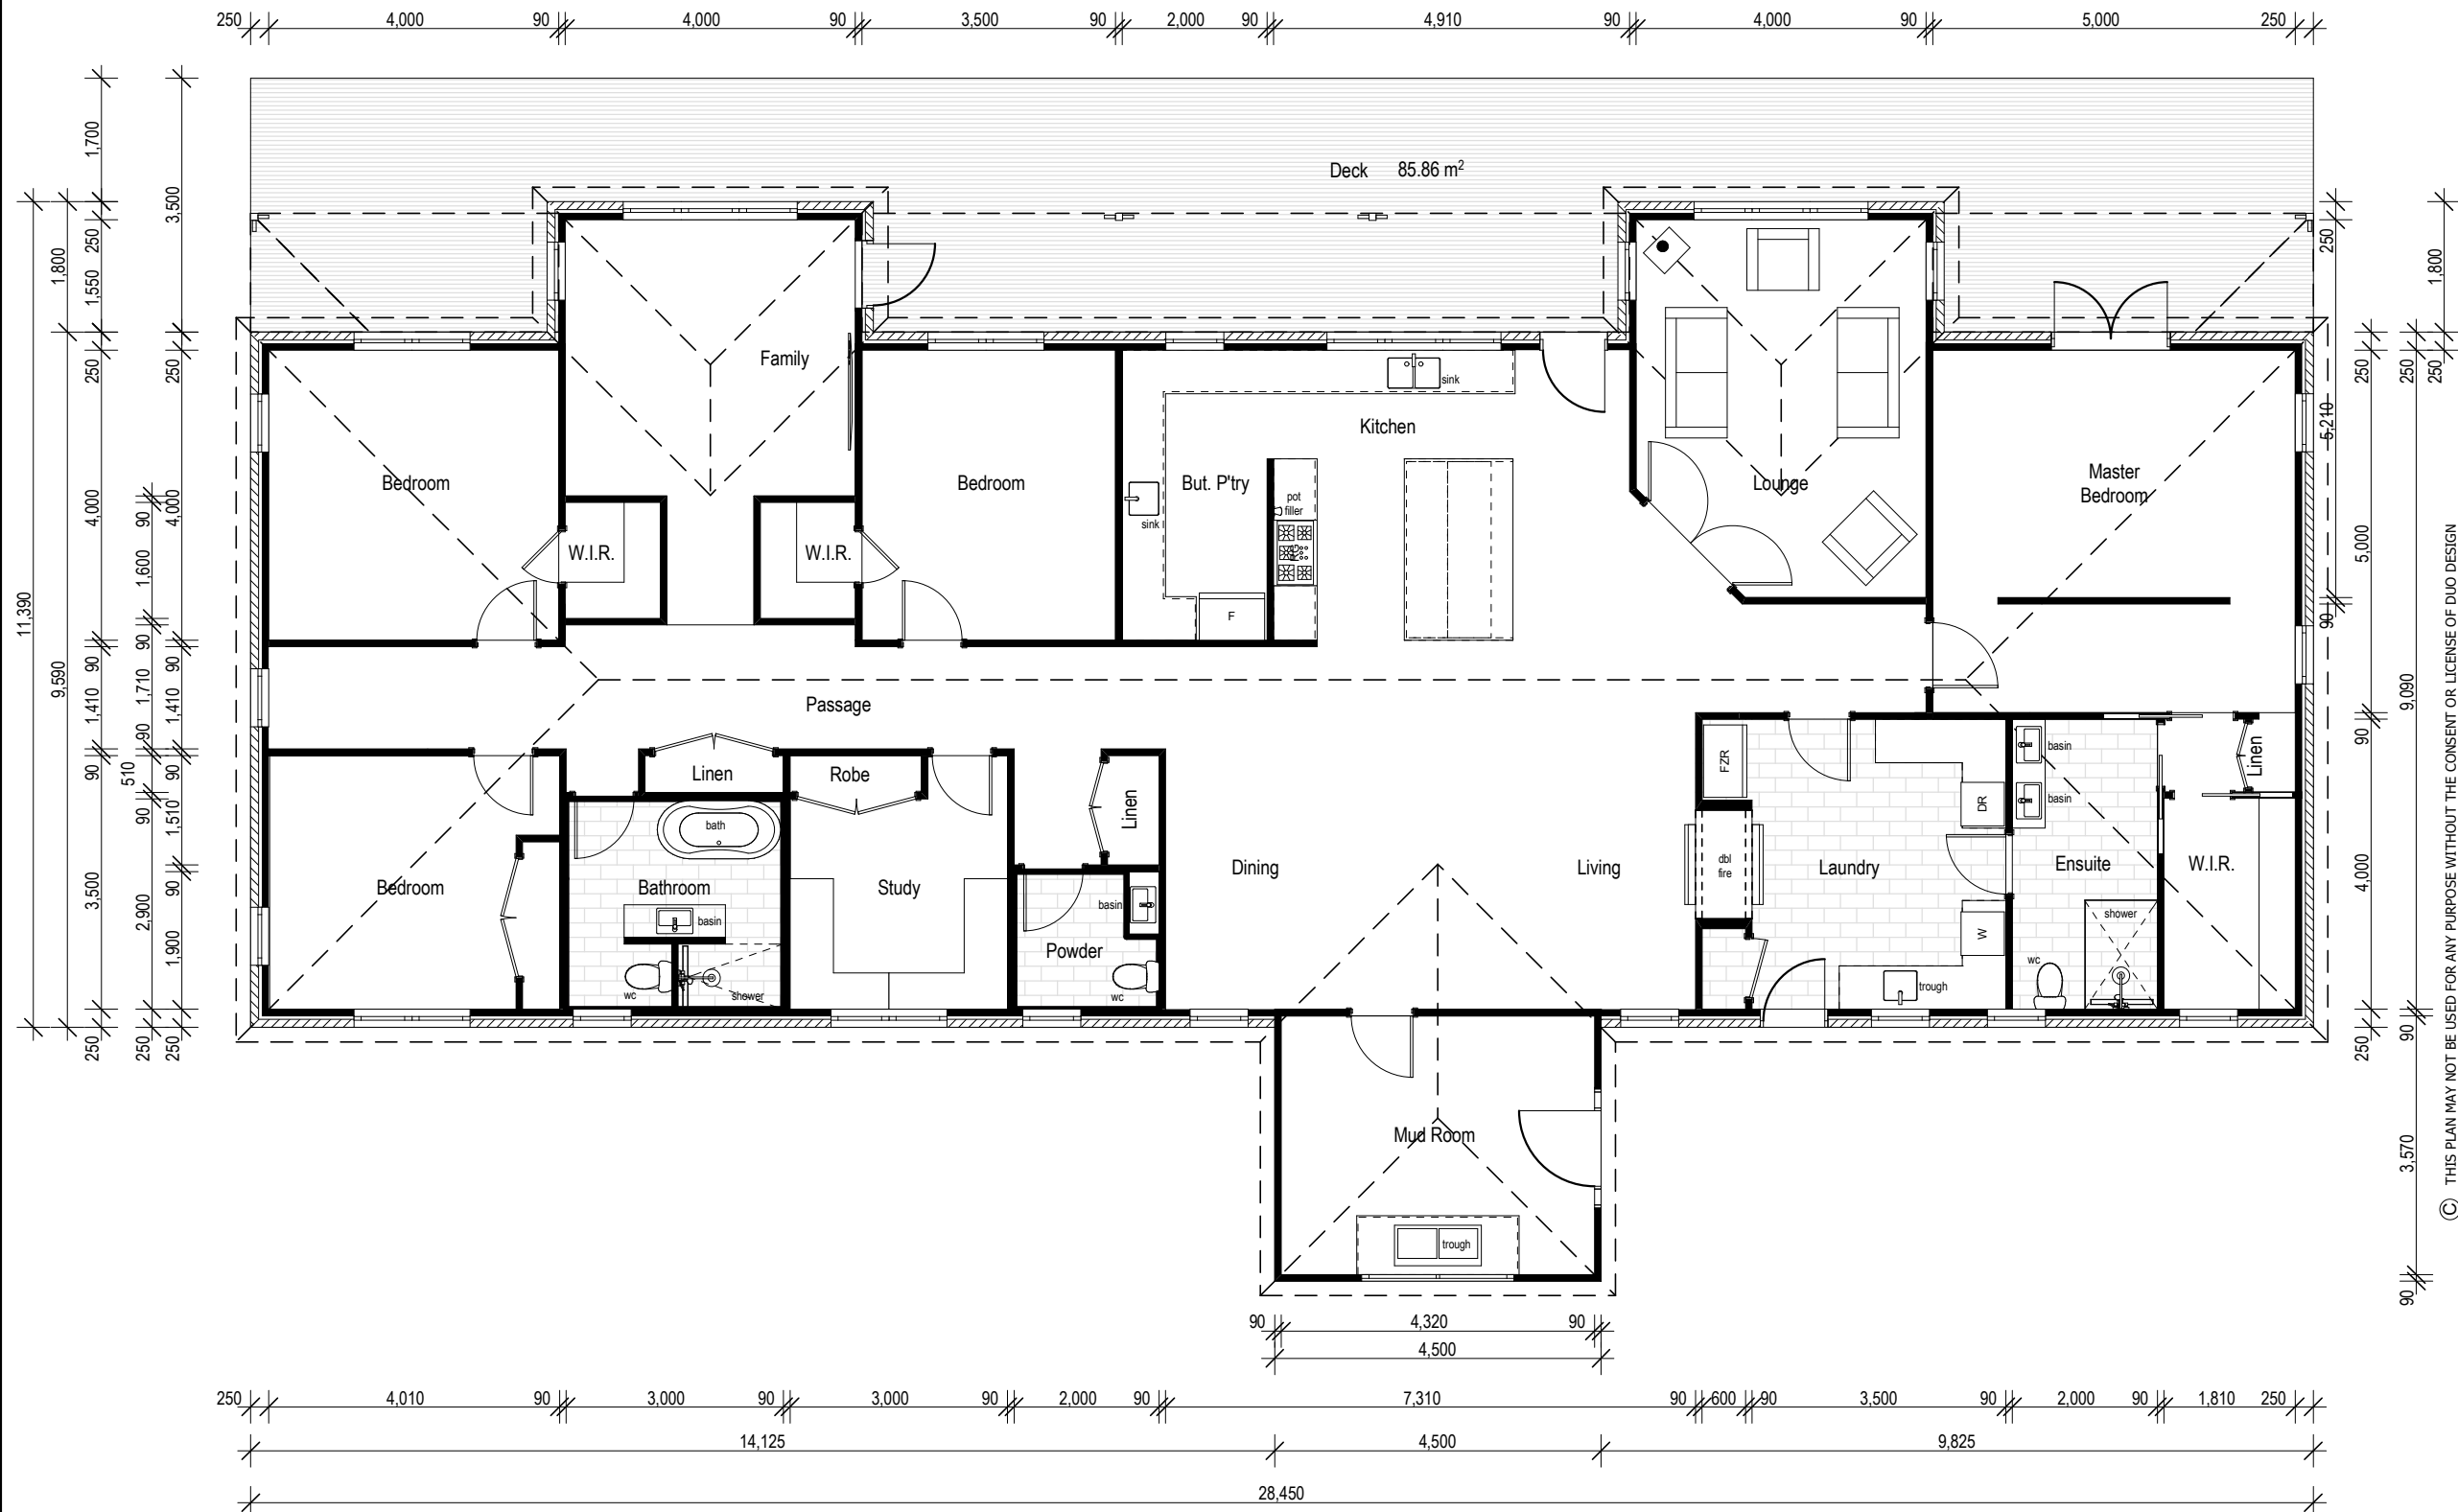 250 4,000 90 4,000 90 3,500 90 2,000 90 4,910 90 4,000 90 5,000 250
Deck 85.86 m²
1,700
3,500
250
1,800
1,550
250
250
11,390
9,590
4,000
90
4,000
1,600
90
90
90
1,410
1,710
1,410
90
90
90
510
90
1,510
3,500
2,900
90
1,900
250
250
250
Family
Bedroom
W.I.R.
W.I.R.
Bedroom
sink
Kitchen
But. P'try
sink
pot
filler
F
Lounge
Master
Bedroom
Passage
Linen
Robe
Linen
bath
Bedroom
Bathroom
basin
wc
shower
Study
basin
Powder
wc
Dining
Living
FZR
dbl
fire
Laundry
DR
W
trough
basin
basin
Ensuite
shower
wc
Linen
W.I.R.
Mud Room
trough
250
1,800
250
250
250
5,210
5,000
90
9,090
90
4,000
250
90
3,570
90
© THIS PLAN MAY NOT BE USED FOR ANY PURPOSE WITHOUT THE CONSENT OR LICENSE OF DUO DESIGN
90 4,320 90
4,500
250 4,010 90 3,000 90 3,000 90 2,000 90 7,310 90 600 90 3,500 90 2,000 90 1,810 250
14,125 4,500 9,825
28,450